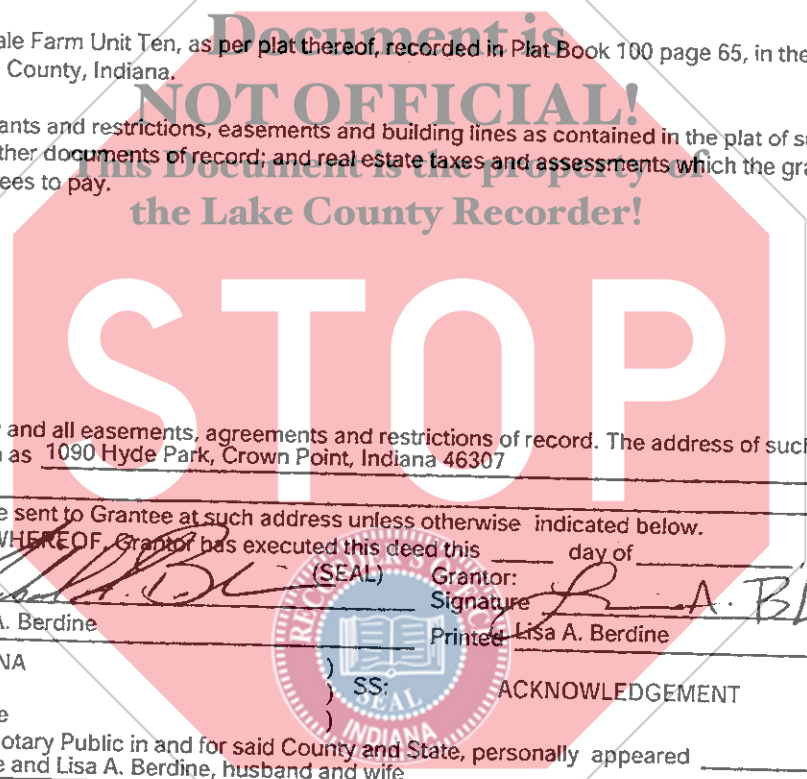 Document is
ale Farm Unit Ten, as per plat thereof, recorded in Plat Book 100 page 65, in the
County, Indiana.
NOT OFFICIAL!
ants and restrictions, easements and building lines as contained in the plat of s
ther documents of record; and real estate taxes and assessments which the gra
This Document is the property of
ees to pay.
the Lake County Recorder!
STOP
and all easements, agreements and restrictions of record. The address of such
as 1090 Hyde Park, Crown Point, Indiana 46307
e sent to Grantee at such address unless otherwise indicated below.
WHEREOF, Grantor has executed this deed this ____ day of ____,
(SEAL) Grantor:
Signature
A. Berdine Printed Lisa A. Berdine
NA )
) SS: ACKNOWLEDGEMENT
e )
SEAL
INDIANA
otary Public in and for said County and State, personally appeared ____
e and Lisa A. Berdine, husband and wife